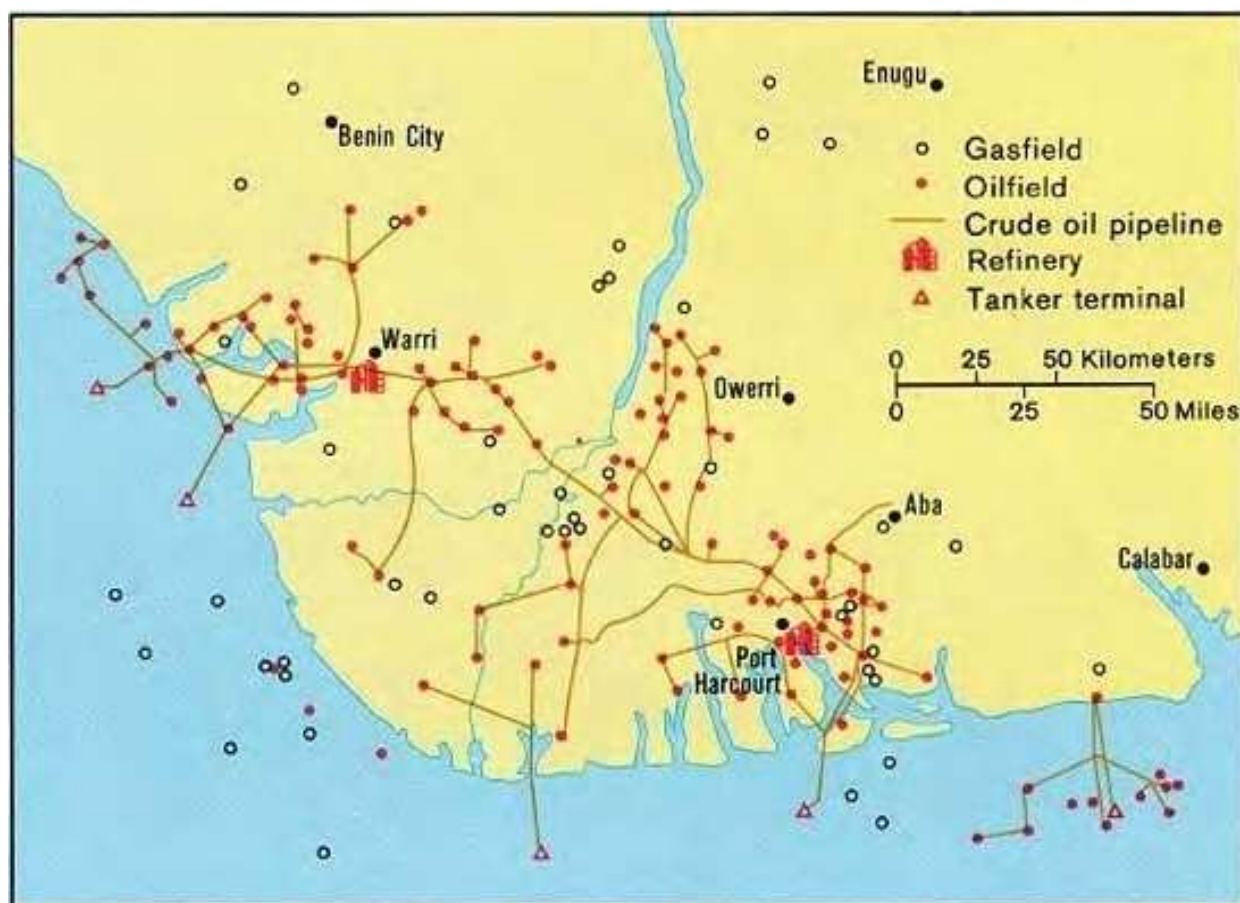 Enugu
Benin City
Gasfield
Oilfield
Crude oil pipeline
Refinery
Tanker terminal
Warri
0 25 50 Kilometers
Owerri
0 25 50 Miles
Aba
Calabar
Port
Harcourt